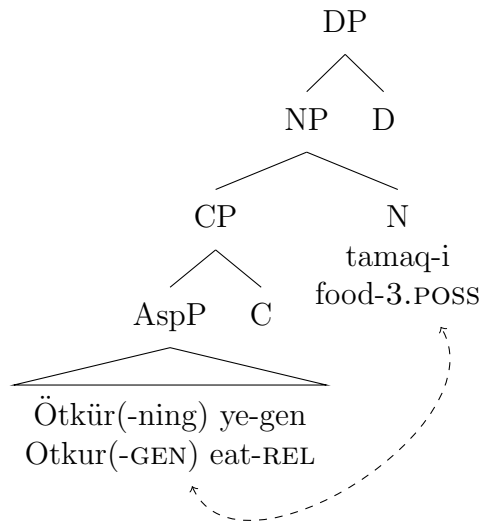 DP
NP D
CP N
tamaq-i
food-3.POSS
AspP C
Ötkür(-ning) ye-gen
Otkur(-GEN) eat-REL